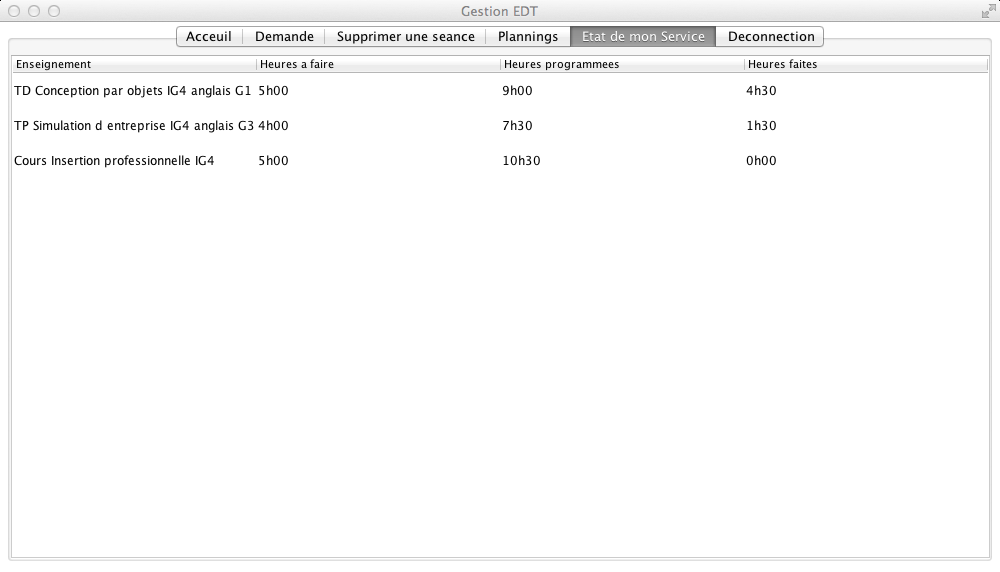 Gestion EDT
Acceuil Demande Supprimer une seance Plannings Etat de mon Service Deconnection
Enseignement Heures a faire Heures programmees Heures faites
TD Conception par objets IG4 anglais G1 5h00 9h00 4h30
TP Simulation d entreprise IG4 anglais G3 4h00 7h30 1h30
Cours Insertion professionnelle IG4 5h00 10h30 0h00